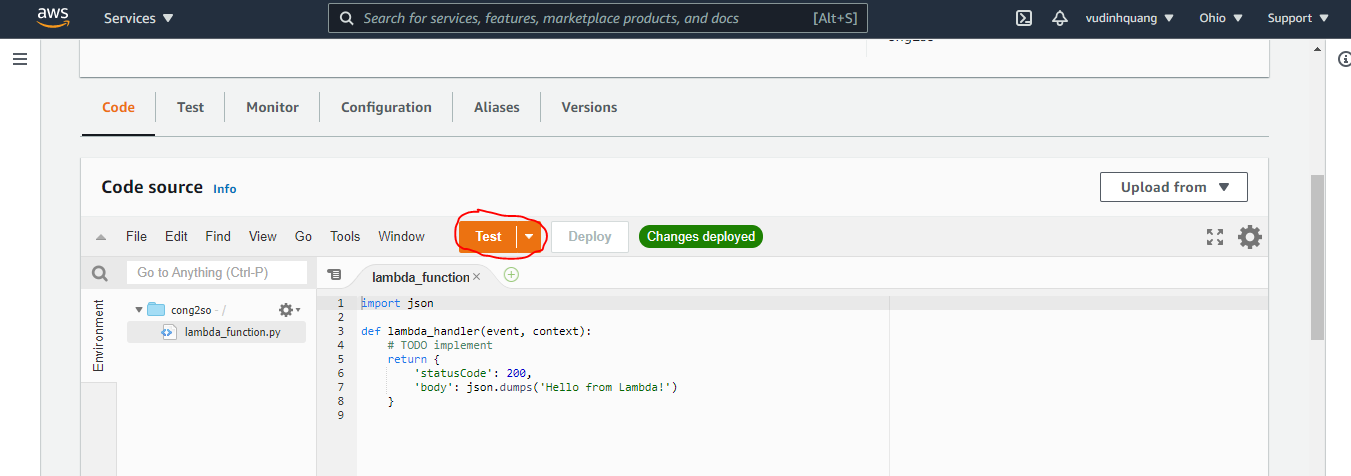 aws Services Search for services, features, marketplace products, and docs [Alt+S] vudinhquang Ohio Support
Code Test Monitor Configuration Aliases Versions
Code source Info Upload from
File Edit Find View Go Tools Window Test Deploy Changes deployed
Go to Anything (Ctrl-P) lambda_function
Environment
cong2so - /
lambda_function.py
1 import json
2
3 def lambda_handler(event, context):
4 # TODO implement
5 return {
6 'statusCode': 200,
7 'body': json.dumps('Hello from Lambda!')
8 }
9